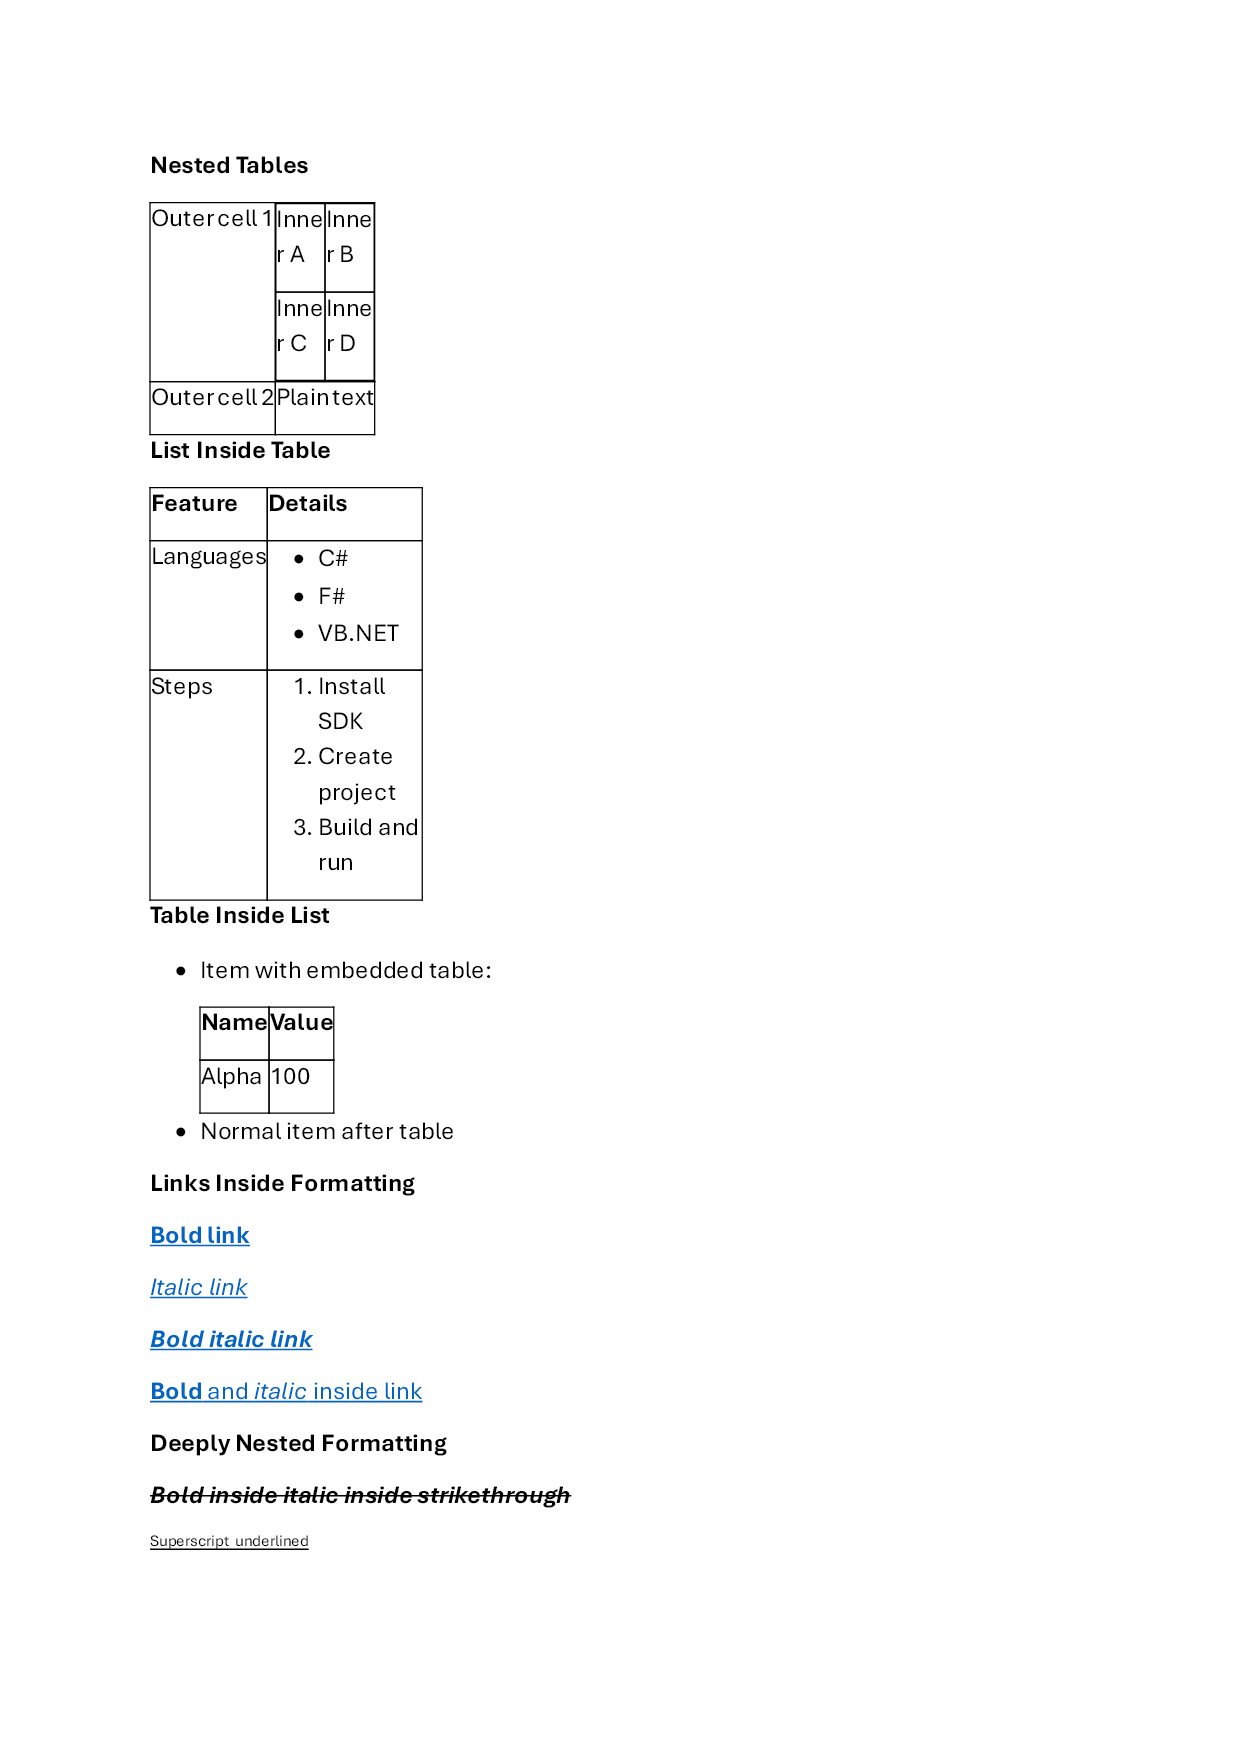 Nested Tables
Outer cell 1
Inne
r A
Inne
r B
Inne
r C
Inne
r D
Outer cell 2
Plain text
List Inside Table
Feature
Details
Languages
• C#
• F#
• VB.NET
Steps
1. Install
SDK
2. Create
project
3. Build and
run
Table Inside List
• Item with embedded table:
Name
Value
Alpha
100
• Normal item after table
Links Inside Formatting
Bold link
Italic link
Bold italic link
Bold and italic inside link
Deeply Nested Formatting
Bold inside italic inside strikethrough
Superscript underlined